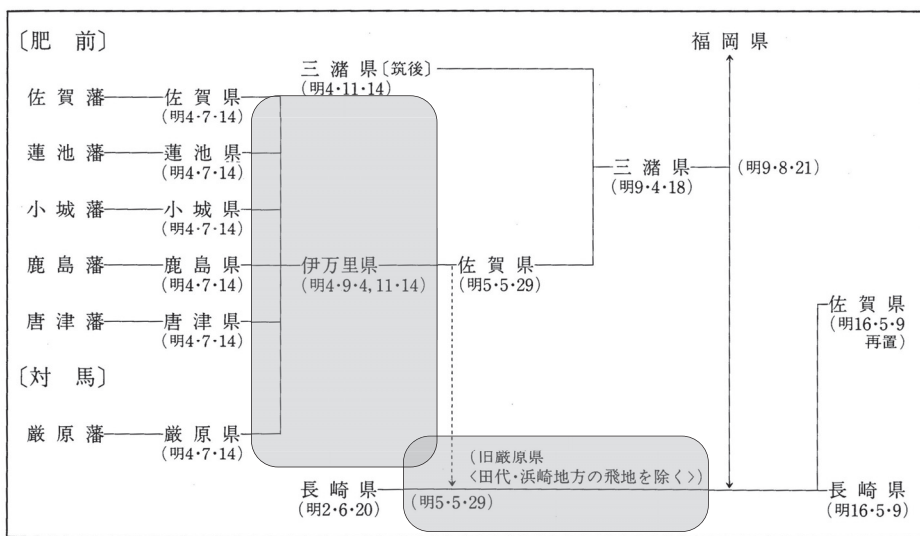 〔肥 前〕
福岡県
三潴県〔筑後〕
(明4・11・14)
佐賀藩 佐賀県
(明4・7・14)
蓮池藩 蓮池県
(明4・7・14)
三潴県
(明9・4・18)
(明9・8・21)
小城藩 小城県
(明4・7・14)
鹿島藩 鹿島県
(明4・7・14)
伊万里県
(明4・9・4, 11・14)
佐賀県
(明5・5・29)
佐賀県
(明16・5・9
再置)
唐津藩 唐津県
(明4・7・14)
〔対 馬〕
厳原藩 厳原県
(明4・7・14)
(旧厳原県
〈田代・浜崎地方の飛地を除く〉)
長崎県
(明2・6・20)
(明5・5・29)
長崎県
(明16・5・9)